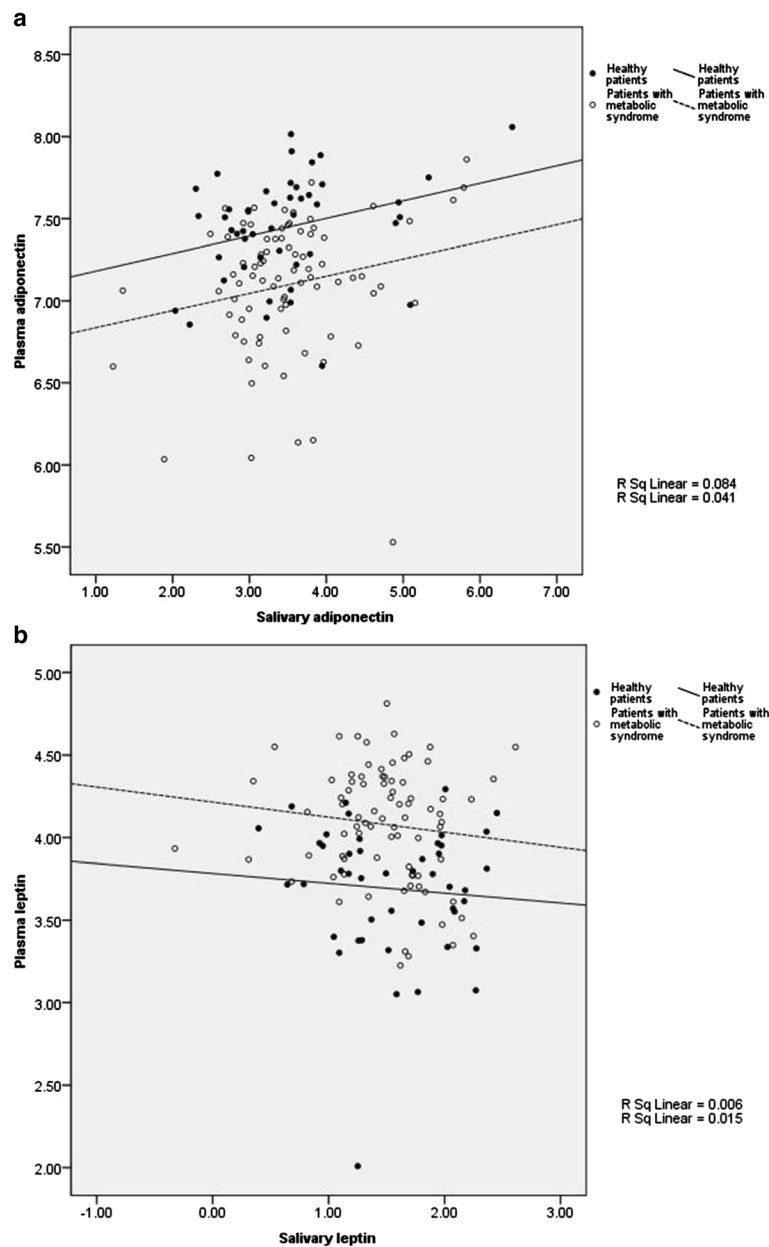 a
8.50
8.00
7.50
7.00
6.50
6.00
5.50
Plasma adiponectin
1.00 2.00 3.00 4.00 5.00 6.00 7.00
Salivary adiponectin
Healthy patients
Healthy patients
Patients with metabolic syndrome
Patients with metabolic syndrome
R Sq Linear = 0.084
R Sq Linear = 0.041
b
5.00
4.50
4.00
3.50
3.00
2.50
2.00
Plasma leptin
-1.00 0.00 1.00 2.00 3.00
Salivary leptin
Healthy patients
Healthy patients
Patients with metabolic syndrome
Patients with metabolic syndrome
R Sq Linear = 0.006
R Sq Linear = 0.015